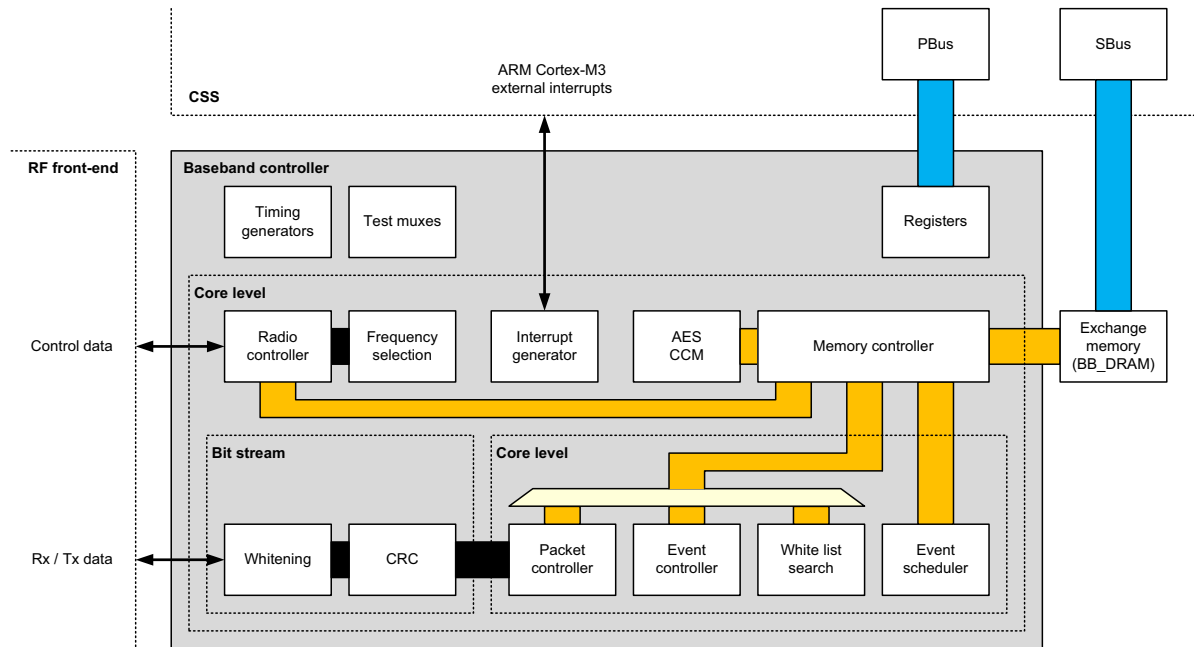 PBus
SBus
ARM Cortex-M3
external interrupts
CSS
RF front-end
Baseband controller
Timing
generators
Test muxes
Registers
Core level
Control data
Radio
controller
Frequency
selection
Interrupt
generator
AES
CCM
Memory controller
Exchange
memory
(BB_DRAM)
Bit stream
Core level
Rx / Tx data
Whitening
CRC
Packet
controller
Event
controller
White list
search
Event
scheduler